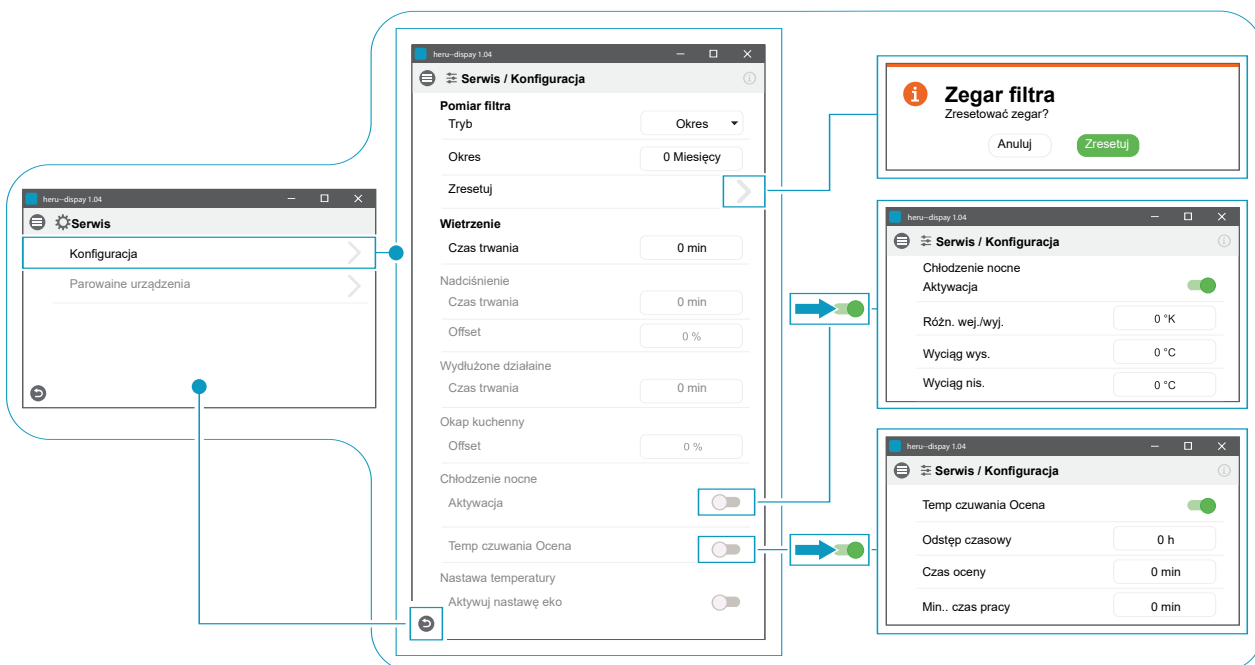 heru–dispay 1.04
Serwis
Konfiguracja
Parowaine urządzenia
heru–dispay 1.04
Serwis / Konfiguracja
Pomiar filtra
Tryb Okres
Okres 0 Miesięcy
Zresetuj
Wietrzenie
Czas trwania 0 min
Nadciśnienie
Czas trwania 0 min
Offset 0 %
Wydłużone działaine
Czas trwania 0 min
Okap kuchenny
Offset 0 %
Chłodzenie nocne
Aktywacja
Temp czuwania Ocena
Nastawa temperatury
Aktywuj nastawę eko
Zegar filtra
Zresetować zegar?
Anuluj Zresetuj
heru–dispay 1.04
Serwis / Konfiguracja
Chłodzenie nocne
Aktywacja
Różn. wej./wyj. 0 °K
Wyciąg wys. 0 °C
Wyciąg nis. 0 °C
heru–dispay 1.04
Serwis / Konfiguracja
Temp czuwania Ocena
Odstęp czasowy 0 h
Czas oceny 0 min
Min.. czas pracy 0 min